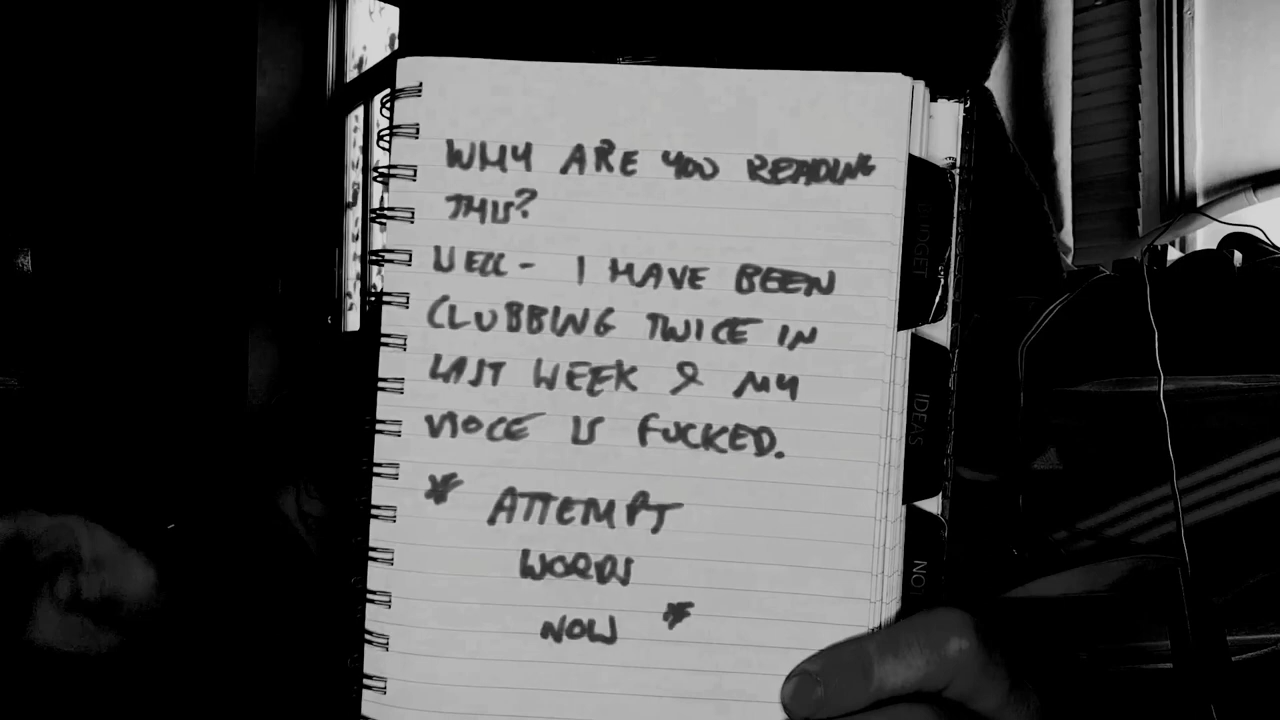 WHY ARE YOU READING
THIS?
WELL - I HAVE BEEN
CLUBBING TWICE IN
LAST WEEK & MY
VIOCE IS FUCKED.
* ATTEMPT
WORDS
NOW *
BUDGET
IDEAS
NO